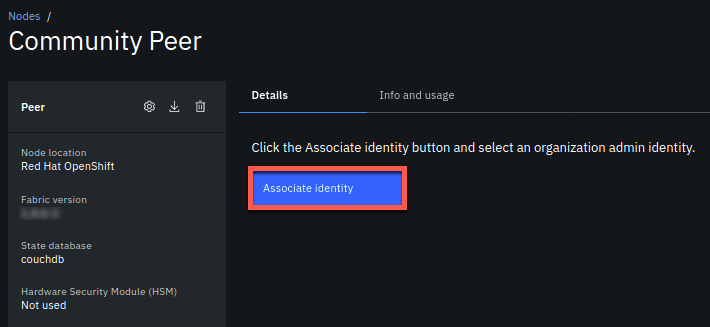 Nodes /
Community Peer
Peer
Details
Info and usage
Click the Associate identity button and select an organization admin identity.
Associate identity
Node location
Red Hat OpenShift
Fabric version
State database
couchdb
Hardware Security Module (HSM)
Not used